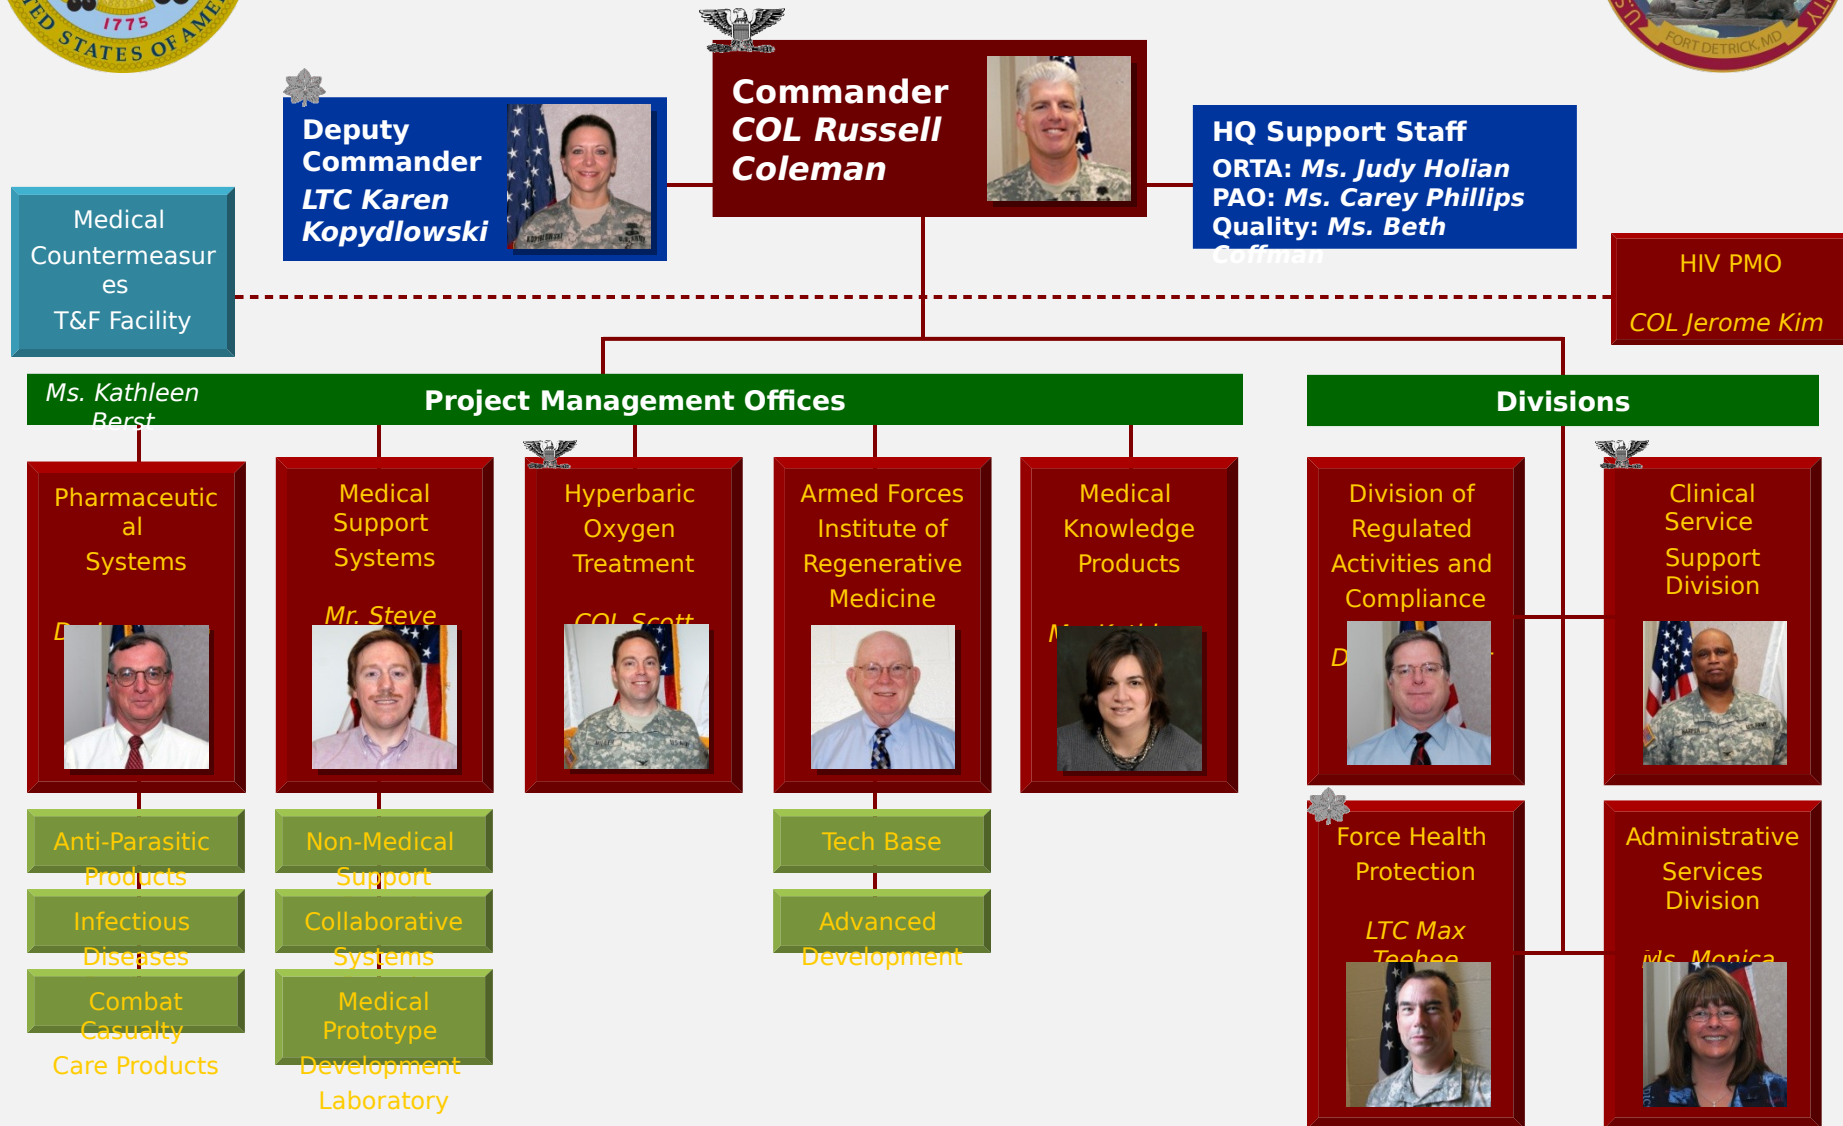 1775
STATES OF AME
FORT DETRICK, MD
Commander
COL Russell
Coleman
Deputy
Commander
LTC Karen
Kopydlowski
HQ Support Staff
ORTA: Ms. Judy Holian
PAO: Ms. Carey Phillips
Quality: Ms. Beth
Coffman
Medical
Countermeasur
es
T&F Facility
Ms. Kathleen
Berst
HIV PMO
COL Jerome Kim
Project Management Offices
Divisions
Pharmaceutic
al
Systems
Medical
Support
Systems
Mr. Steve
Hyperbaric
Oxygen
Treatment
COL Scott
Armed Forces
Institute of
Regenerative
Medicine
Medical
Knowledge
Products
Division of
Regulated
Activities and
Compliance
Clinical
Service
Support
Division
Anti-Parasitic
Products
Infectious
Diseases
Combat
Casualty
Care Products
Non-Medical
Support
Collaborative
Systems
Medical
Prototype
Development
Laboratory
Tech Base
Advanced
Development
Force Health
Protection
LTC Max
Teehee
Administrative
Services
Division
Ms. Monica